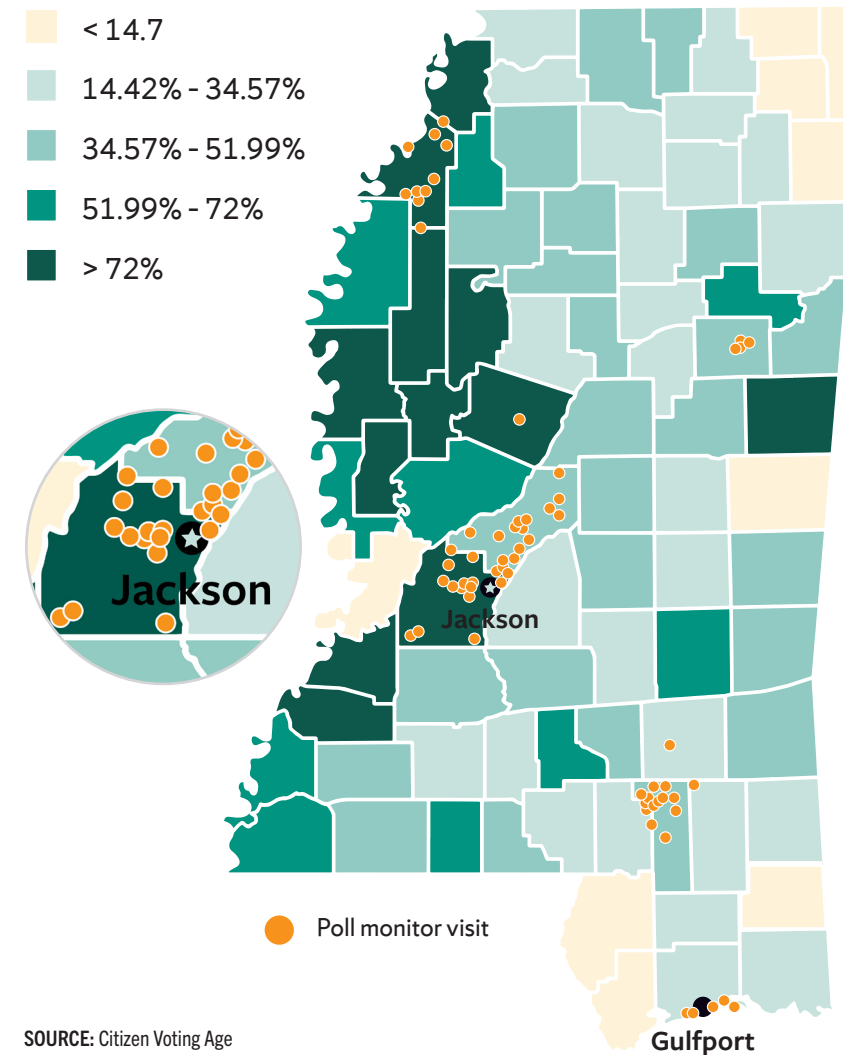 < 14.7
14.42% - 34.57%
34.57% - 51.99%
51.99% - 72%
> 72%
Jackson
Jackson
Poll monitor visit
SOURCE: Citizen Voting Age
Gulfport